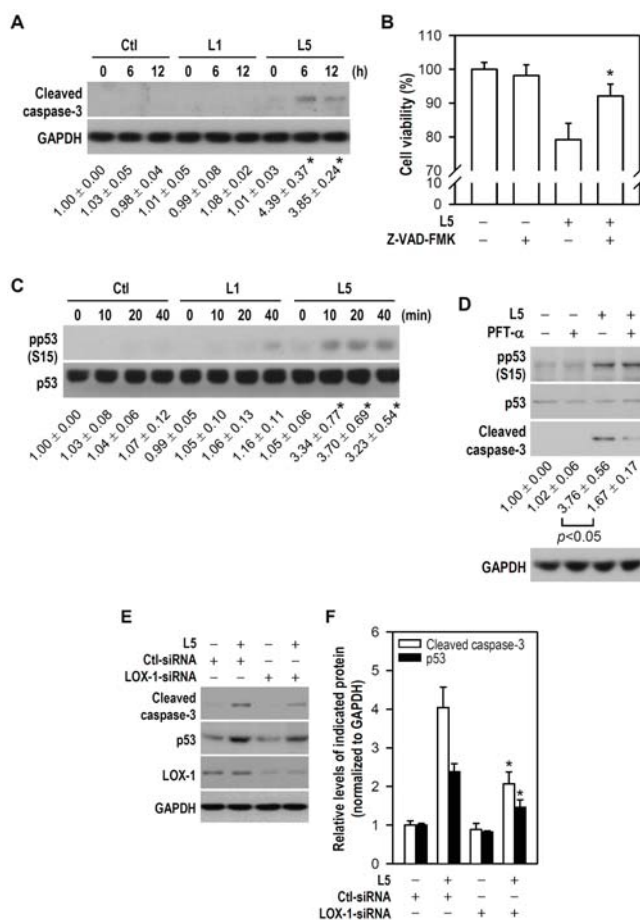 A
Ctl L1 L5
0 6 12 0 6 12 0 6 12 (h)
Cleaved
caspase-3
GAPDH
1.00 ± 0.00 1.03 ± 0.05 0.98 ± 0.04 1.01 ± 0.05 0.99 ± 0.08 1.08 ± 0.02 1.01 ± 0.03 4.39 ± 0.37* 3.85 ± 0.24*
B
Cell viability (%)
110
100
90
80
10
0
*
L5 – – + +
Z-VAD-FMK – + – +
C
Ctl L1 L5
0 10 20 40 0 10 20 40 0 10 20 40 (min)
pp53
(S15)
p53
1.00 ± 0.00 1.03 ± 0.08 1.04 ± 0.06 1.07 ± 0.12 0.99 ± 0.05 1.05 ± 0.10 1.06 ± 0.13 1.16 ± 0.11 1.05 ± 0.06 3.34 ± 0.77* 3.70 ± 0.69* 3.23 ± 0.54*
D
L5 – – + +
PFT-α – + – +
pp53
(S15)
p53
Cleaved
caspase-3
1.00 ± 0.00 1.02 ± 0.06 3.76 ± 0.56 1.67 ± 0.17
p<0.05
GAPDH
E
L5 – + – +
Ctl-siRNA + + – –
LOX-1-siRNA – – + +
Cleaved
caspase-3
p53
LOX-1
GAPDH
F
Relative levels of indicated protein
(normalized to GAPDH)
6
5
4
3
2
1
0
Cleaved caspase-3
p53
*
*
L5 – + – +
Ctl-siRNA + + – –
LOX-1-siRNA – – + +